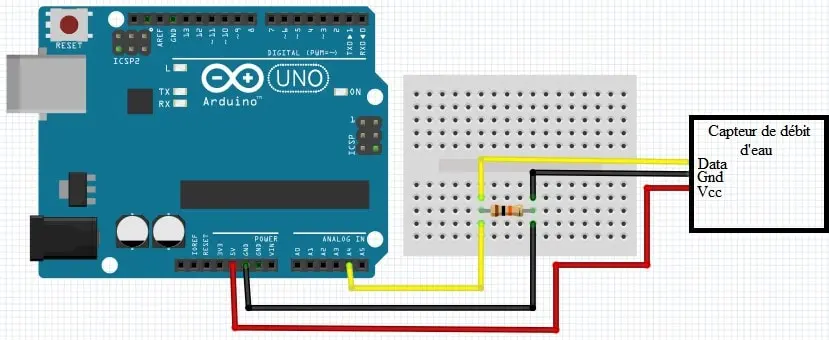 RESET
ICSP2
AREF
GND
13
12
~11
~10
~9
8
7
~6
~5
4
~3
2
TXD▶1
RXD◀0
DIGITAL (PWM=~)
L
TX
RX
Arduino™
UNO
ON
1
ICSP
POWER
ANALOG IN
IOREF
RESET
3V3
5V
GND
GND
VIN
A0
A1
A2
A3
A4
A5
Capteur de débit
d'eau
Data
Gnd
Vcc